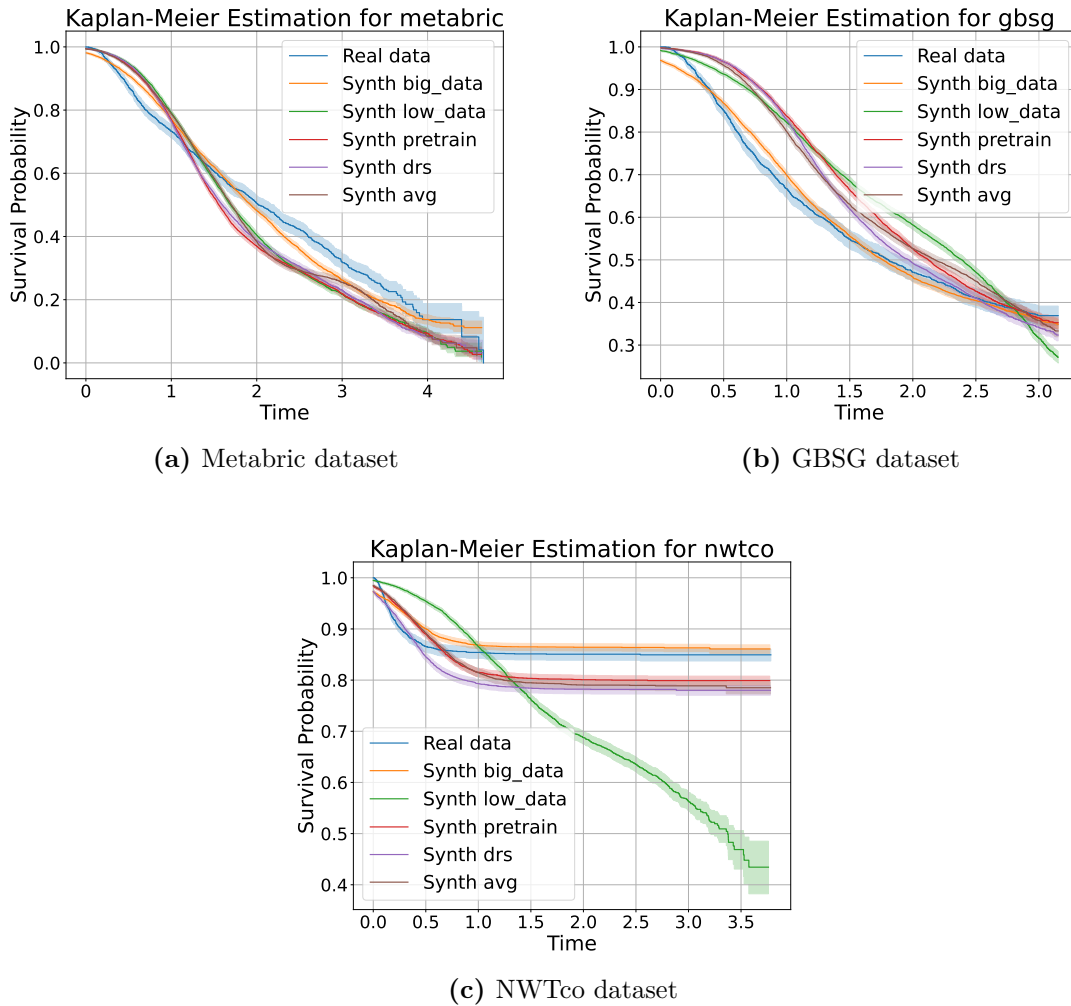 Kaplan-Meier Estimation for metabric
1.0
0.8
0.6
0.4
0.2
0.0
Survival Probability
Real data
Synth big_data
Synth low_data
Synth pretrain
Synth drs
Synth avg
0
1
2
3
4
Time
(a) Metabric dataset
Kaplan-Meier Estimation for gbsg
1.0
0.9
0.8
0.7
0.6
0.5
0.4
0.3
Survival Probability
Real data
Synth big_data
Synth low_data
Synth pretrain
Synth drs
Synth avg
0.0
0.5
1.0
1.5
2.0
2.5
3.0
Time
(b) GBSG dataset
Kaplan-Meier Estimation for nwtco
1.0
0.9
0.8
0.7
0.6
0.5
0.4
Survival Probability
Real data
Synth big_data
Synth low_data
Synth pretrain
Synth drs
Synth avg
0.0
0.5
1.0
1.5
2.0
2.5
3.0
3.5
Time
(c) NWTco dataset